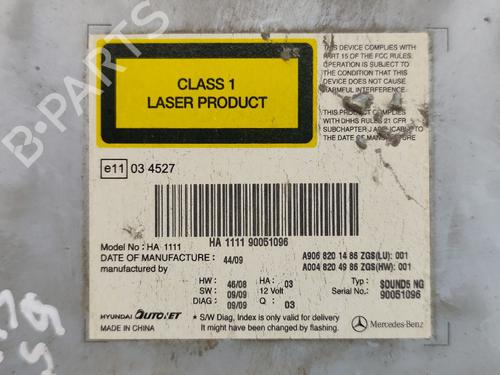 CLASS 1
LASER PRODUCT
THIS DEVICE COMPLIES WITH
PART 15 OF THE FCC RULES.
OPERATION IS SUBJECT TO
THE CONDITION THAT THIS
DEVICE DOES NOT CAUSE
HARMFUL INTERFERENCE.
THIS PRODUCT COMPLIES
WITH DHHS RULES 21 CFR
SUBCHAPTER J APPLICABLE TO
THE DATE OF MANUFACTURE
e11 03 4527
Model No : HA 1111
HA 1111 90051096
DATE OF MANUFACTURE : 44/09
manufactured by
A906 820 14 86 ZGS(LU): 001
A004 820 49 86 ZGS(HW): 001
HW : 46/08 HA : 03
SW : 09/09 12 Volt
DIAG : 09/09 Q : 03
Typ : SOUND5 NG
Serial No.: 90051096
HYUNDAI AUTONET
MADE IN CHINA
* S/W Diag, Index is only valid for delivery
It might have been changed by flashing.
Mercedes-Benz
B-PARTS